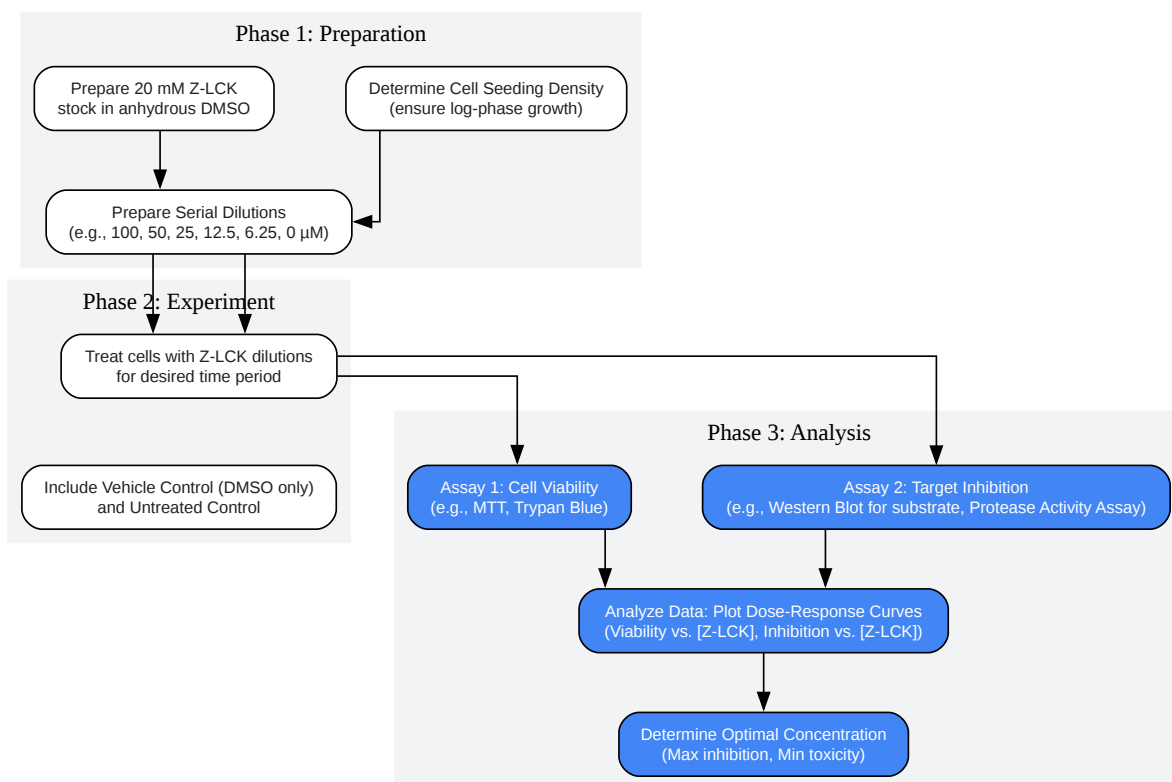 Phase 1: Preparation
Prepare 20 mM Z-LCK
stock in anhydrous DMSO
Determine Cell Seeding Density
(ensure log-phase growth)
Prepare Serial Dilutions
(e.g., 100, 50, 25, 12.5, 6.25, 0 µM)
Phase 2: Experiment
Treat cells with Z-LCK dilutions
for desired time period
Include Vehicle Control (DMSO only)
and Untreated Control
Phase 3: Analysis
Assay 1: Cell Viability
(e.g., MTT, Trypan Blue)
Assay 2: Target Inhibition
(e.g., Western Blot for substrate, Protease Activity Assay)
Analyze Data: Plot Dose-Response Curves
(Viability vs. [Z-LCK], Inhibition vs. [Z-LCK])
Determine Optimal Concentration
(Max inhibition, Min toxicity)